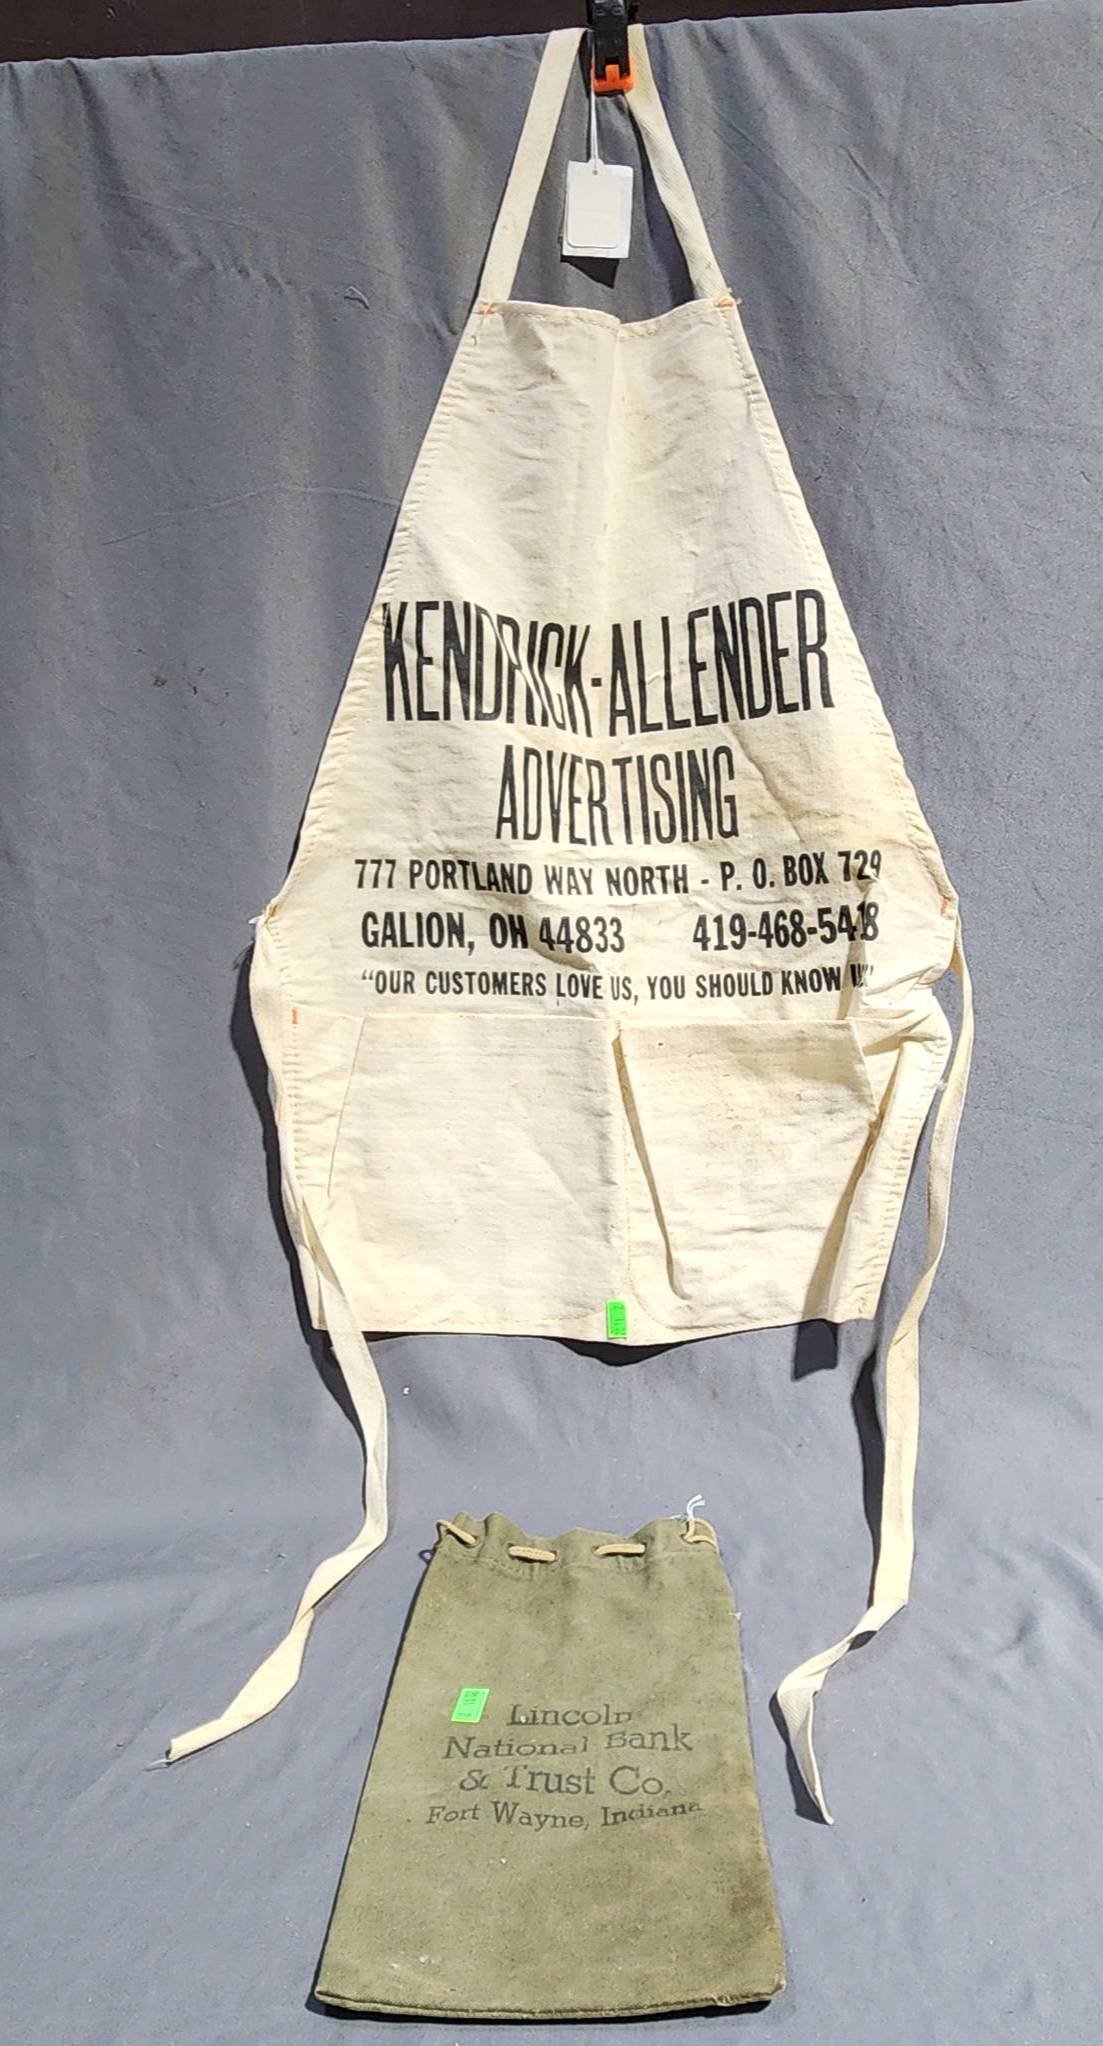 KENDRICK-ALLENDER
ADVERTISING
777 PORTLAND WAY NORTH - P. O. BOX 729
GALION, OH 44833 419-468-5418
"OUR CUSTOMERS LOVE US, YOU SHOULD KNOW
Lincoln
National Bank
& Trust Co.
Fort Wayne, Indiana